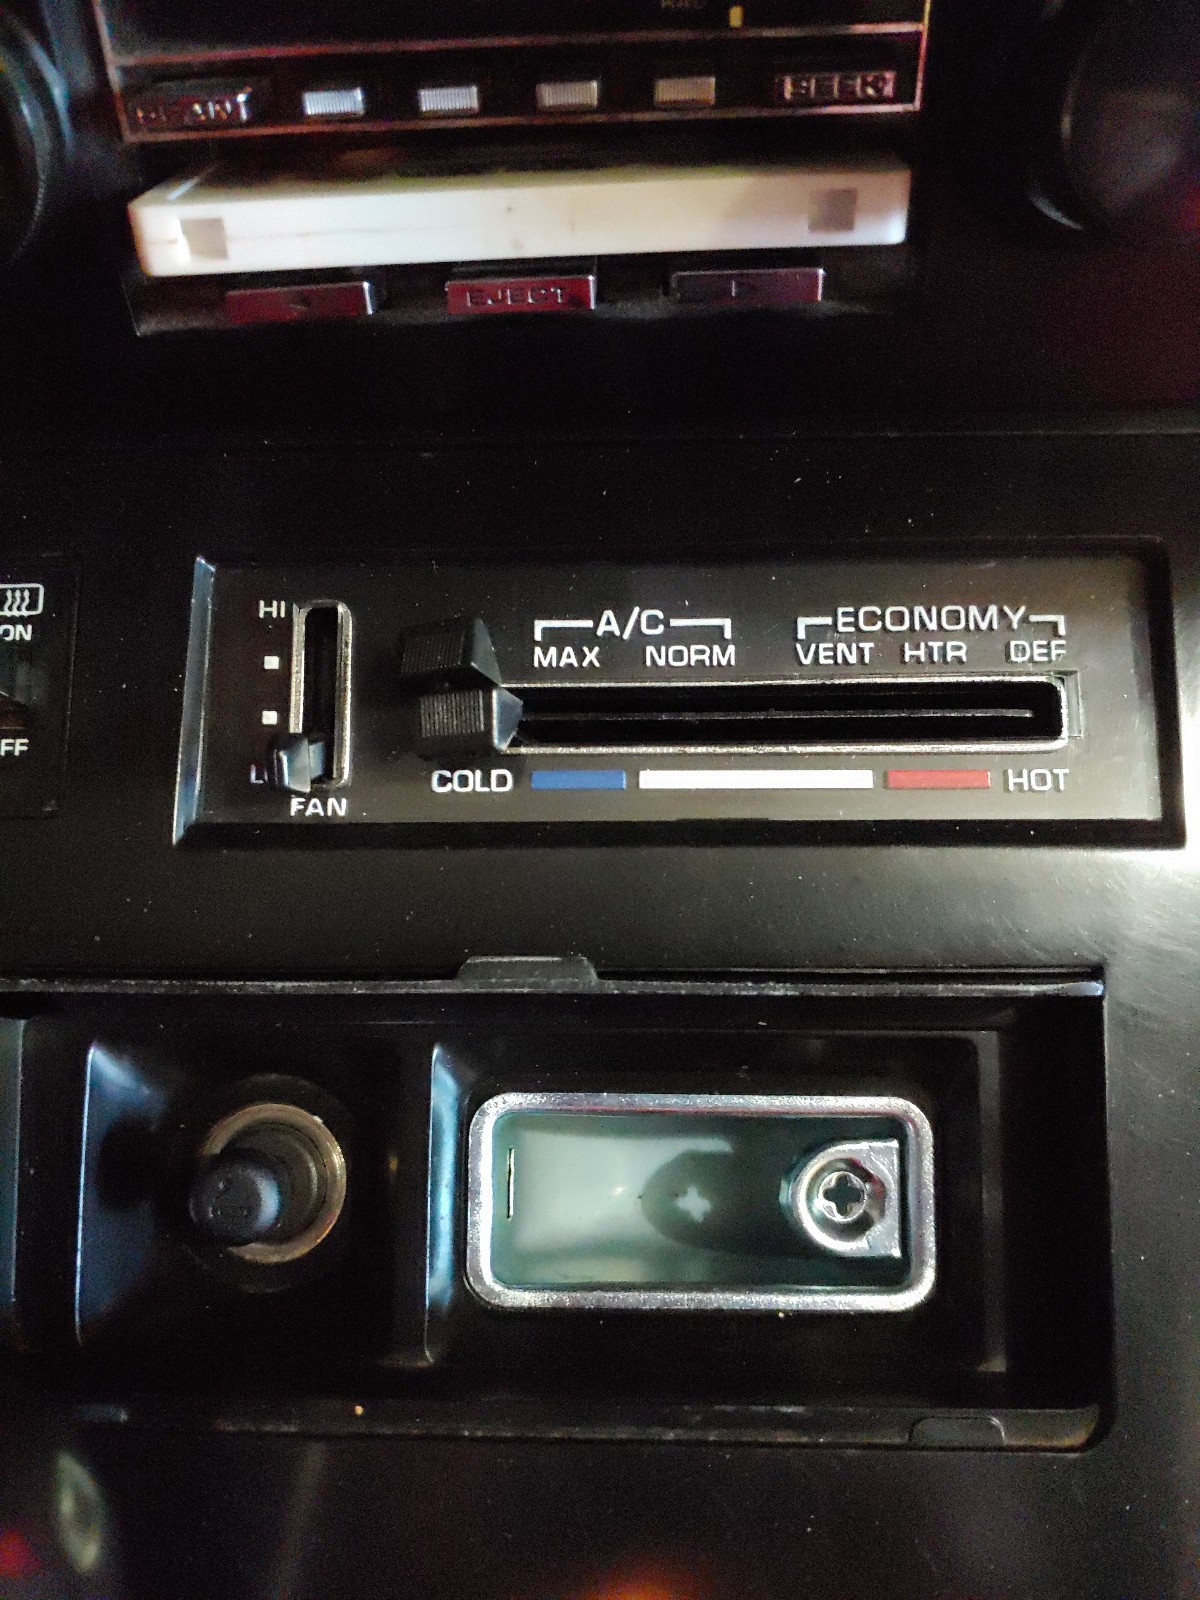 SEEK
EJECT
ON
FF
HI
FAN
A/C
MAX NORM
ECONOMY
VENT HTR DEF
COLD HOT